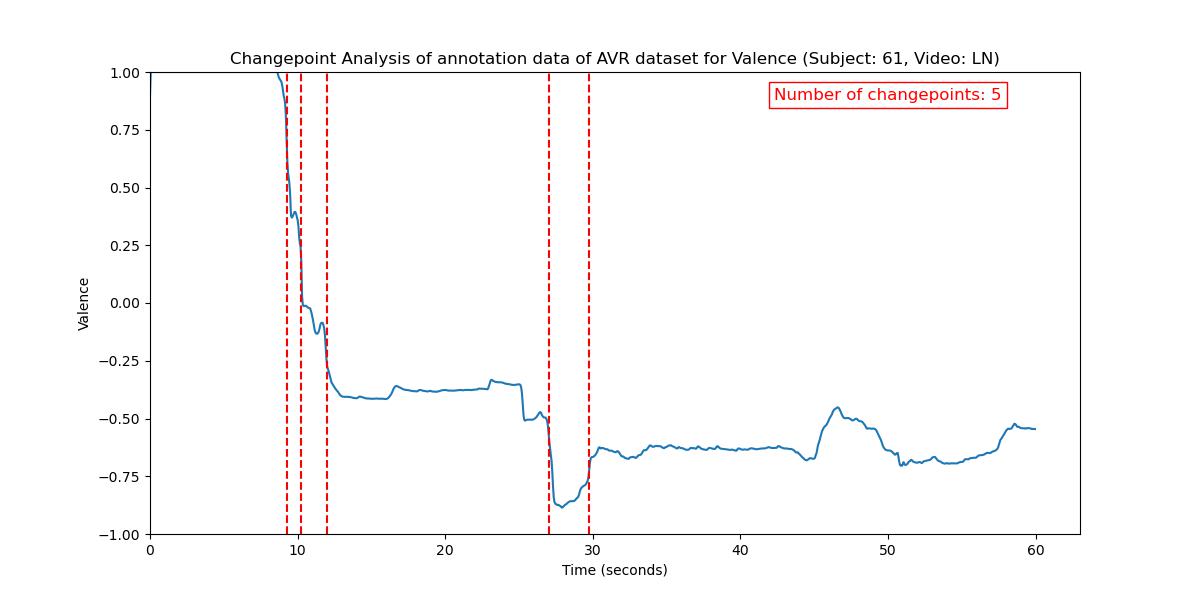 Changepoint Analysis of annotation data of AVR dataset for Valence (Subject: 61, Video: LN)
Number of changepoints: 5
1.00
0.75
0.50
0.25
0.00
−0.25
−0.50
−0.75
−1.00
Valence
0 10 20 30 40 50 60
Time (seconds)